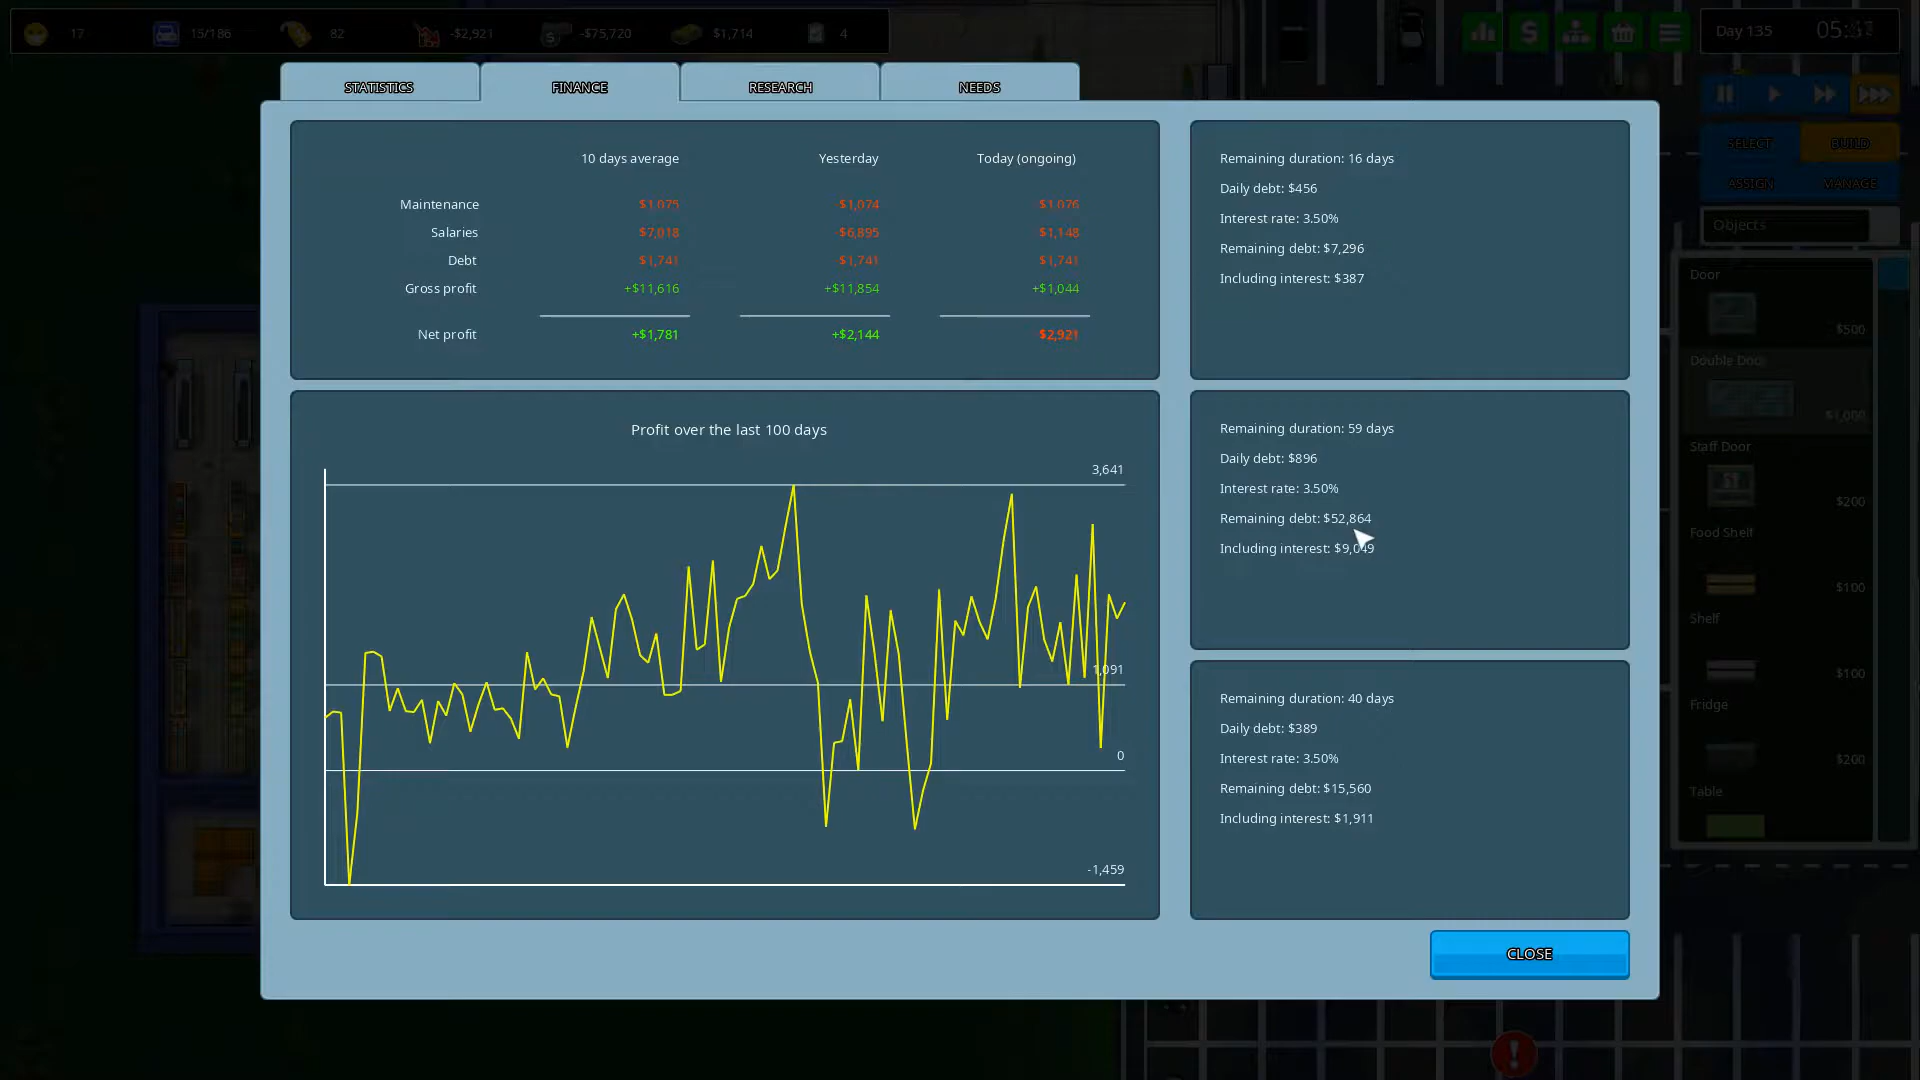 17 15/186 82 -$2,921 -$75,720 $1,714 4
Day 135
STATISTICS FINANCE RESEARCH NEEDS
10 days average Yesterday Today (ongoing)
Maintenance $1,075 -$1,074 $1,076
Salaries $7,018 -$6,895 $1,148
Debt $1,741 -$1,741 $1,741
Gross profit +$11,616 +$11,854 +$1,044
Net profit +$1,781 +$2,144 $2,921
Profit over the last 100 days
3,641
1,091
0
-1,459
Remaining duration: 16 days
Daily debt: $456
Interest rate: 3.50%
Remaining debt: $7,296
Including interest: $387
Remaining duration: 59 days
Daily debt: $896
Interest rate: 3.50%
Remaining debt: $52,864
Including interest: $9,049
Remaining duration: 40 days
Daily debt: $389
Interest rate: 3.50%
Remaining debt: $15,560
Including interest: $1,911
CLOSE
SELECT BUILD
ASSIGN MANAGE
Objects
Door
$500
Double Door
$1,000
Staff Door
$200
Food Shelf
$100
Shelf
$100
Fridge
$200
Table